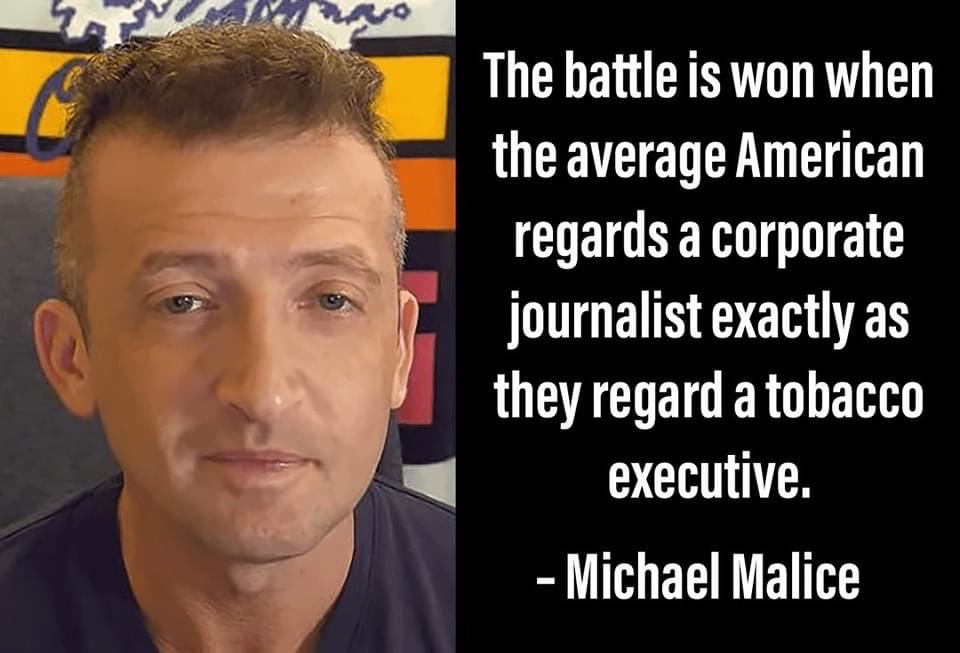 The battle is won when
the average American
regards a corporate
journalist exactly as
they regard a tobacco
executive.
– Michael Malice